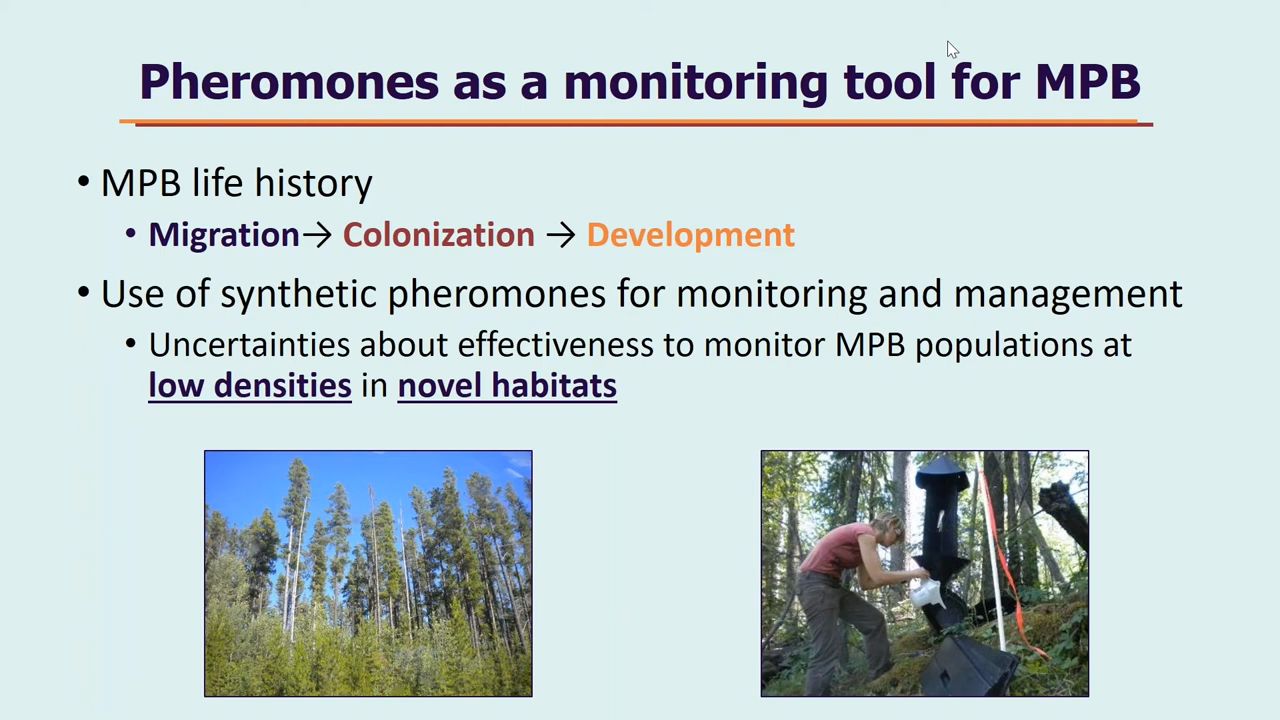 Pheromones as a monitoring tool for MPB
• MPB life history
• Migration→ Colonization → Development
• Use of synthetic pheromones for monitoring and management
• Uncertainties about effectiveness to monitor MPB populations at
low densities in novel habitats